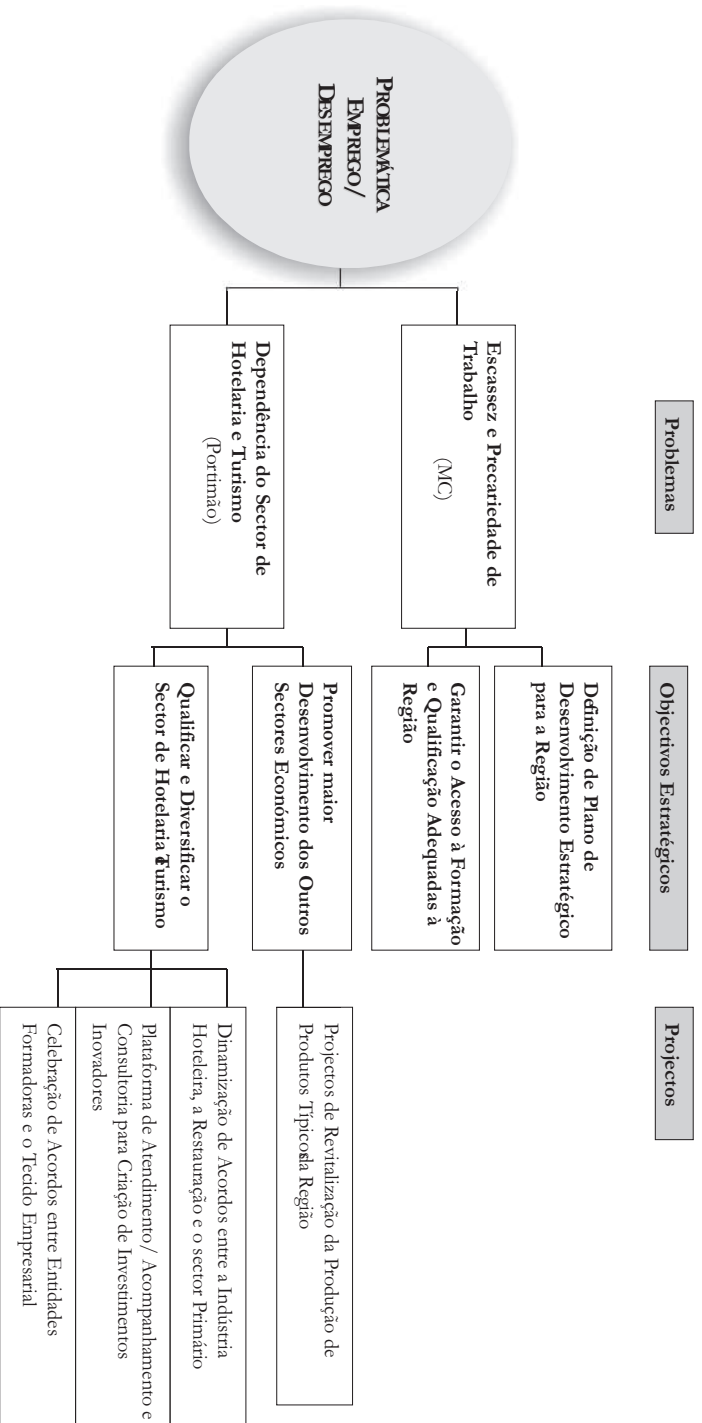 Problemas
Objectivos Estratégicos
Projectos
PROBLEMÁTICA
EMPREGO/
DESEMPREGO
Escassez e Precariedade de
Trabalho
(MC)
Definição de Plano de
Desenvolvimento Estratégico
para a Região
Garantir o Acesso à Formação
e Qualificação Adequadas à
Região
Dependência do Sector de
Hotelaria e Turismo
(Portimão)
Promover maior
Desenvolvimento dos Outros
Sectores Económicos
Projectos de Revitalização da Produção de
Produtos Típicos da Região
Qualificar e Diversificar o
Sector de Hotelaria e Turismo
Dinamização de Acordos entre a Indústria
Hoteleira, a Restauração e o sector Primário
Plataforma de Atendimento/ Acompanhamento e
Consultoria para Criação de Investimentos
Inovadores
Celebração de Acordos entre Entidades
Formadoras e o Tecido Empresarial